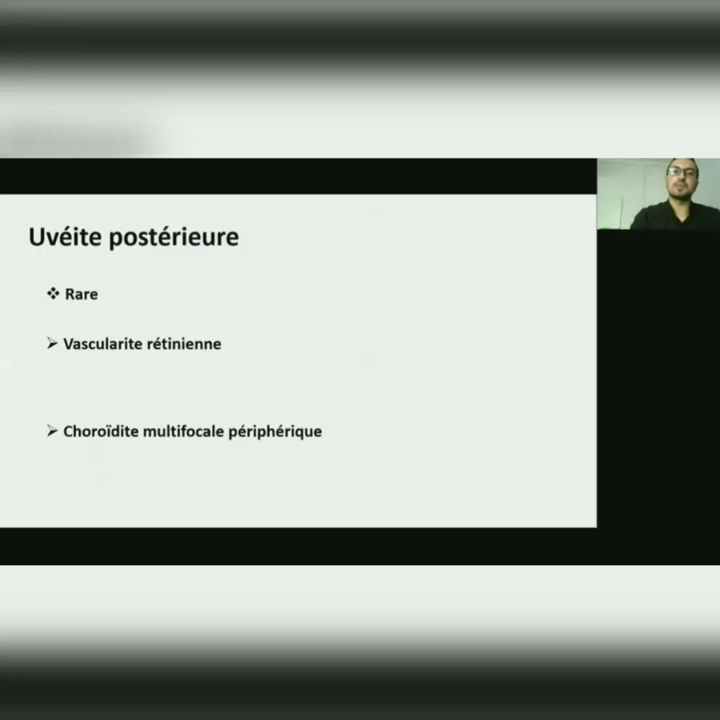 Uvéite postérieure
❖ Rare
➢ Vascularite rétinienne
➢ Choroïdite multifocale périphérique